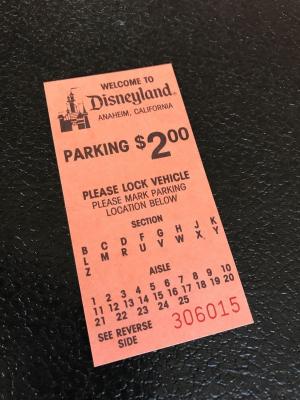 WELCOME TO
Disneyland®
ANAHEIM, CALIFORNIA
PARKING $2.00
PLEASE LOCK VEHICLE
PLEASE MARK PARKING
LOCATION BELOW
SECTION
B C D F G H J K
L M R U V W X Y
Z
AISLE
1 2 3 4 5 6 7 8 9 10
11 12 13 14 15 16 17 18 19 20
21 22 23 24 25
SEE REVERSE
SIDE
306015